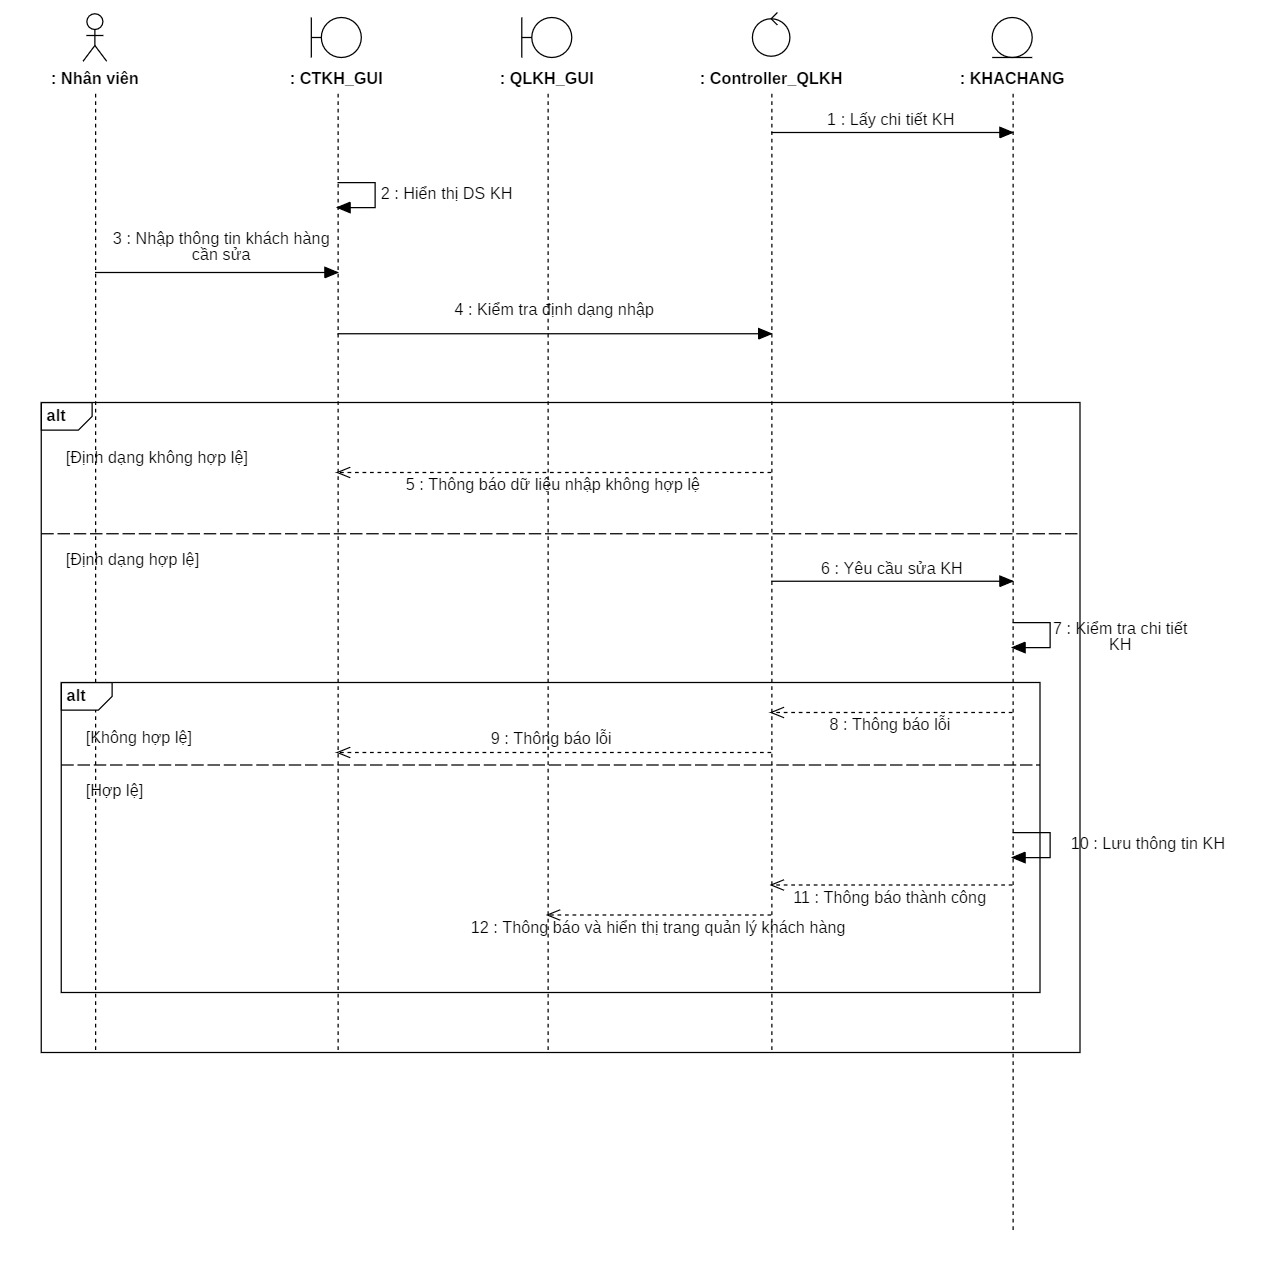 : Nhân viên
: CTKH_GUI
: QLKH_GUI
: Controller_QLKH
: KHACHANG
1 : Lấy chi tiết KH
2 : Hiển thị DS KH
3 : Nhập thông tin khách hàng
cần sửa
4 : Kiểm tra định dạng nhập
alt
[Định dạng không hợp lệ]
5 : Thông báo dữ liệu nhập không hợp lệ
[Định dạng hợp lệ]
6 : Yêu cầu sửa KH
7 : Kiểm tra chi tiết
KH
alt
8 : Thông báo lỗi
[Không hợp lệ]
9 : Thông báo lỗi
[Hợp lệ]
10 : Lưu thông tin KH
11 : Thông báo thành công
12 : Thông báo và hiển thị trang quản lý khách hàng